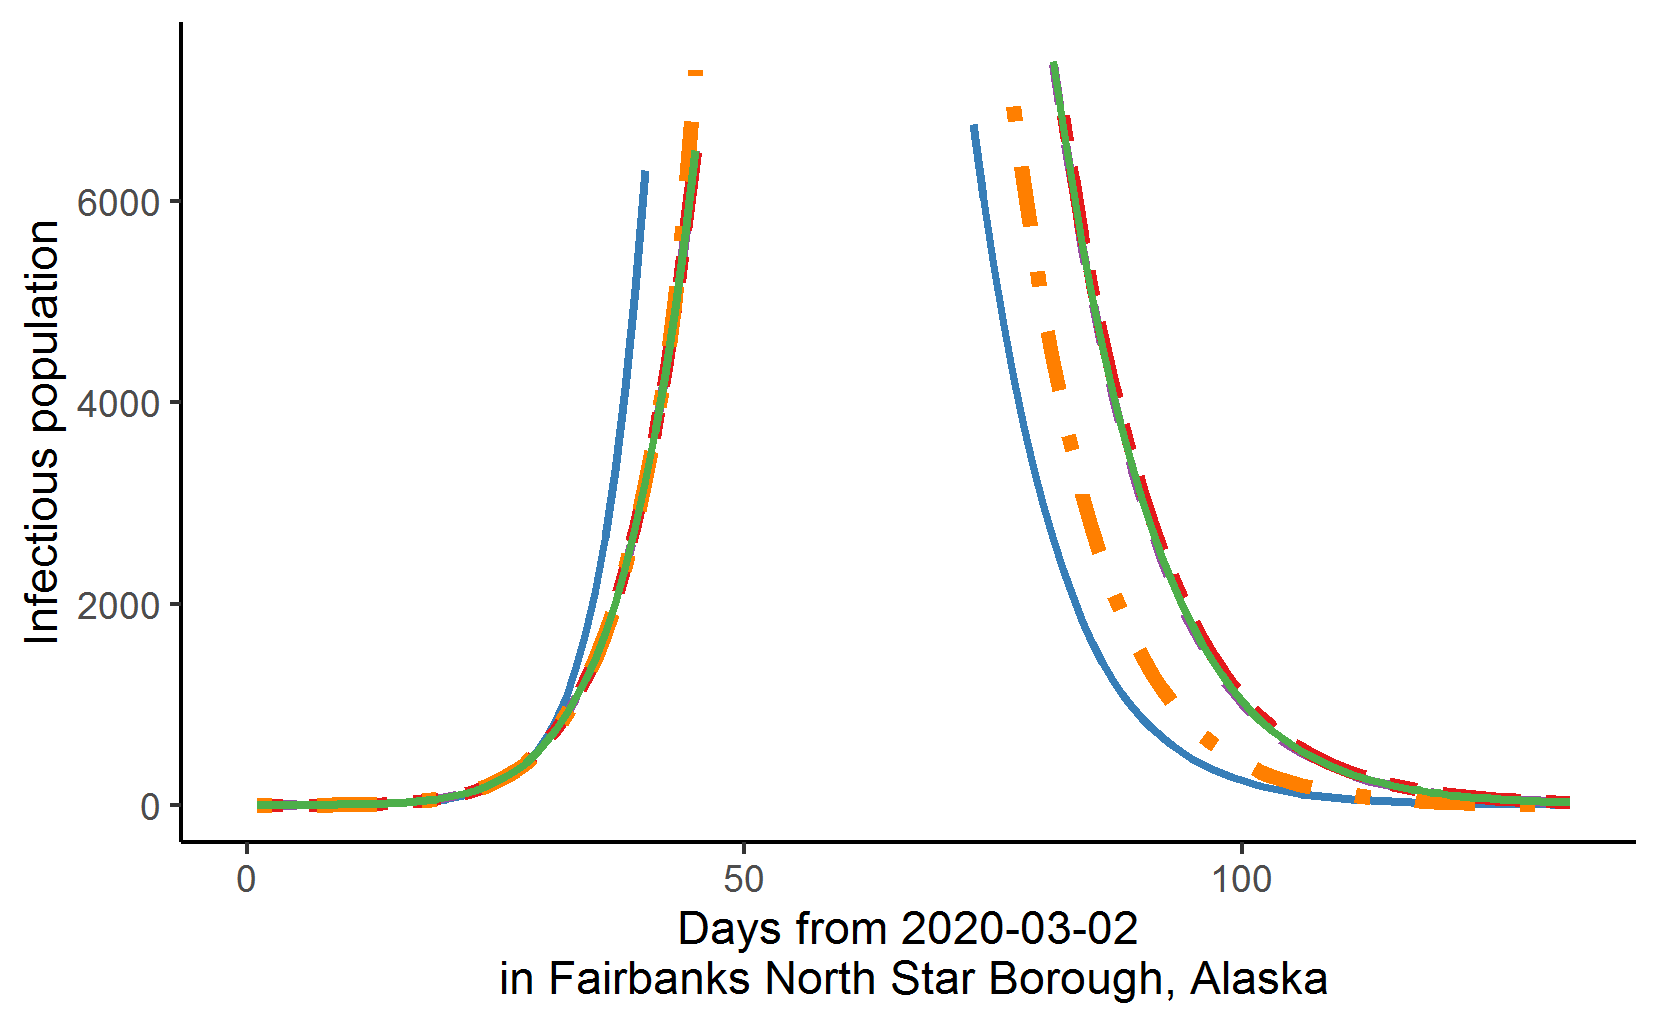 Infectious population
6000
4000
2000
0
0 50 100
Days from 2020-03-02
in Fairbanks North Star Borough, Alaska